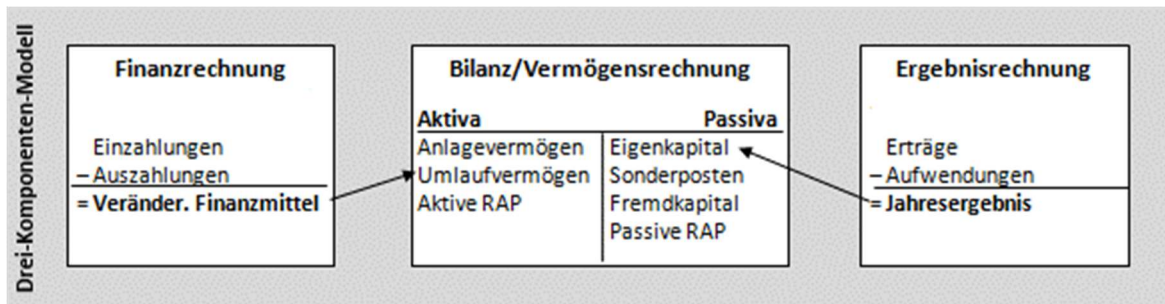 Drei-Komponenten-Modell
Finanzrechnung
Einzahlungen
– Auszahlungen
= Veränder. Finanzmittel
Bilanz/Vermögensrechnung
Aktiva Passiva
Anlagevermögen Eigenkapital
Umlaufvermögen Sonderposten
Aktive RAP Fremdkapital
Passive RAP
Ergebnisrechnung
Erträge
– Aufwendungen
= Jahresergebnis